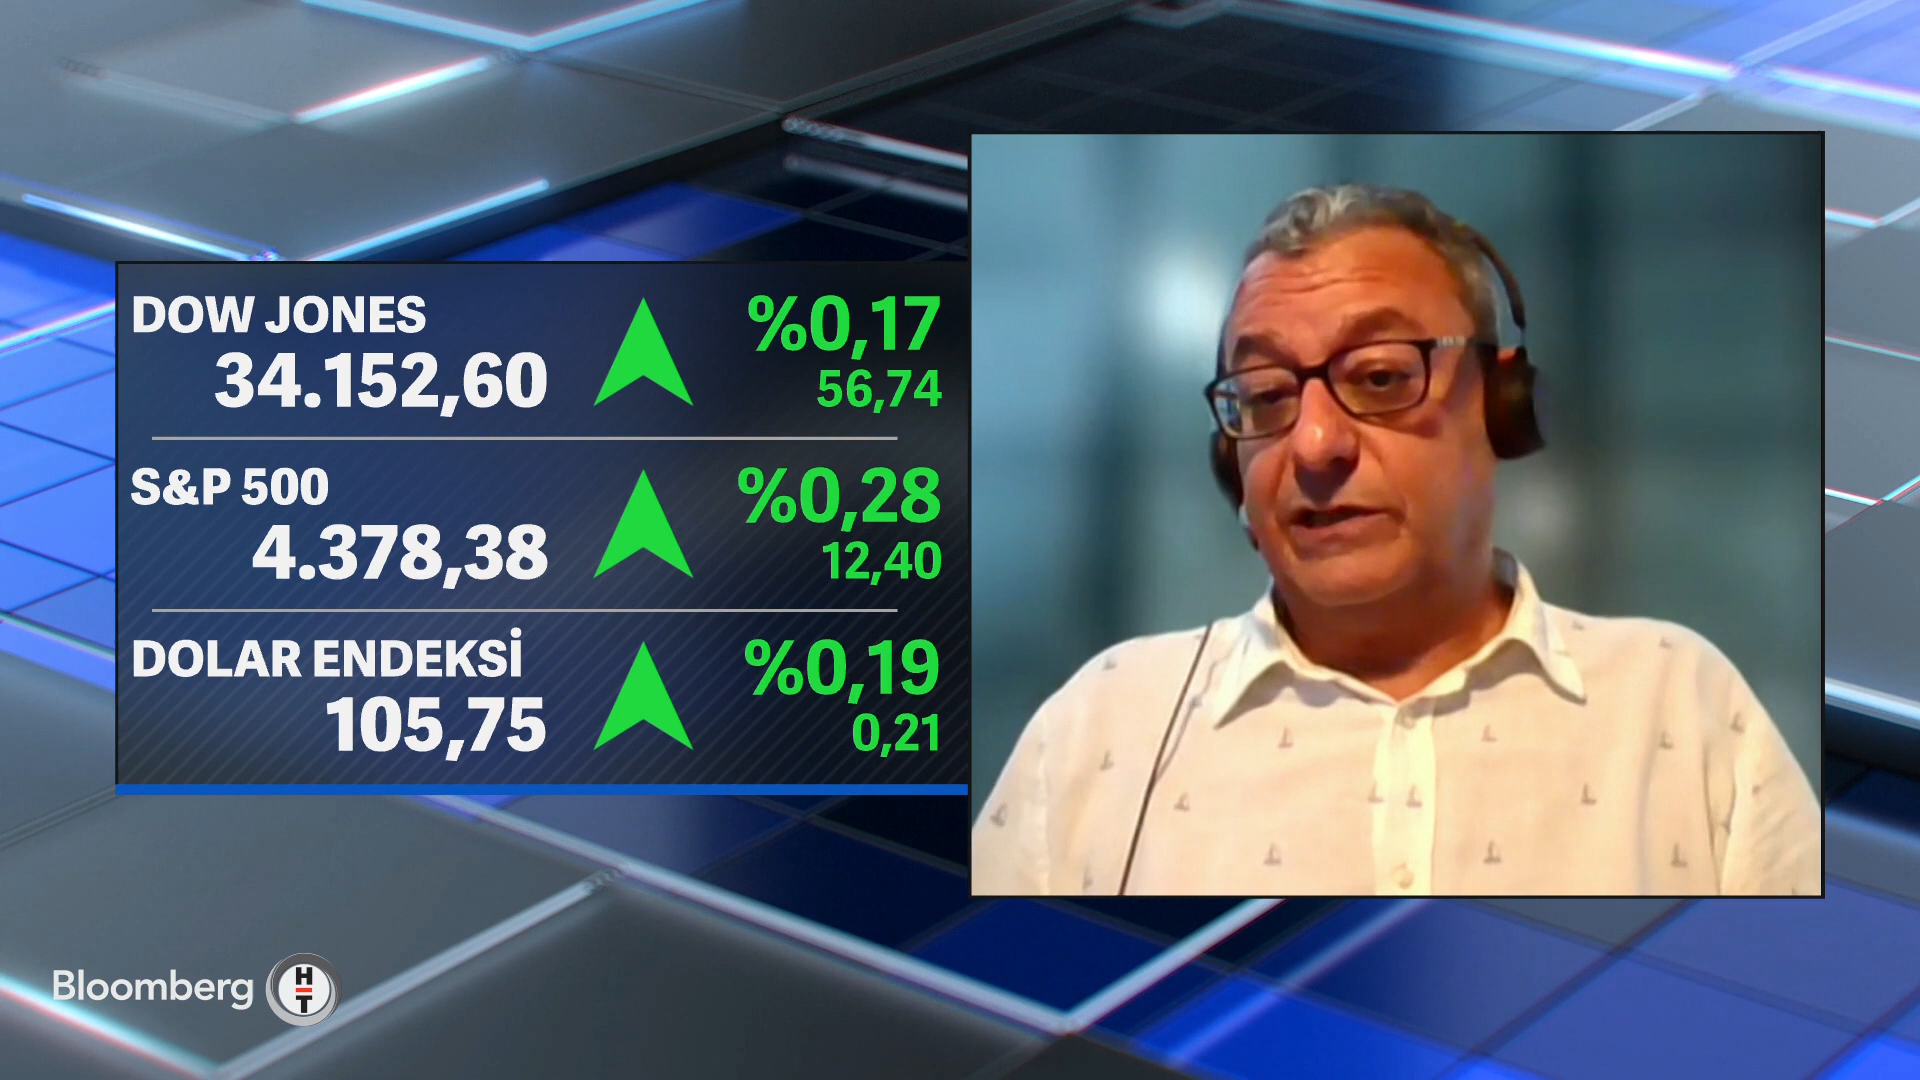 DOW JONES
34.152,60
%0,17
56,74
S&P 500
4.378,38
%0,28
12,40
DOLAR ENDEKSİ
105,75
%0,19
0,21
Bloomberg HT